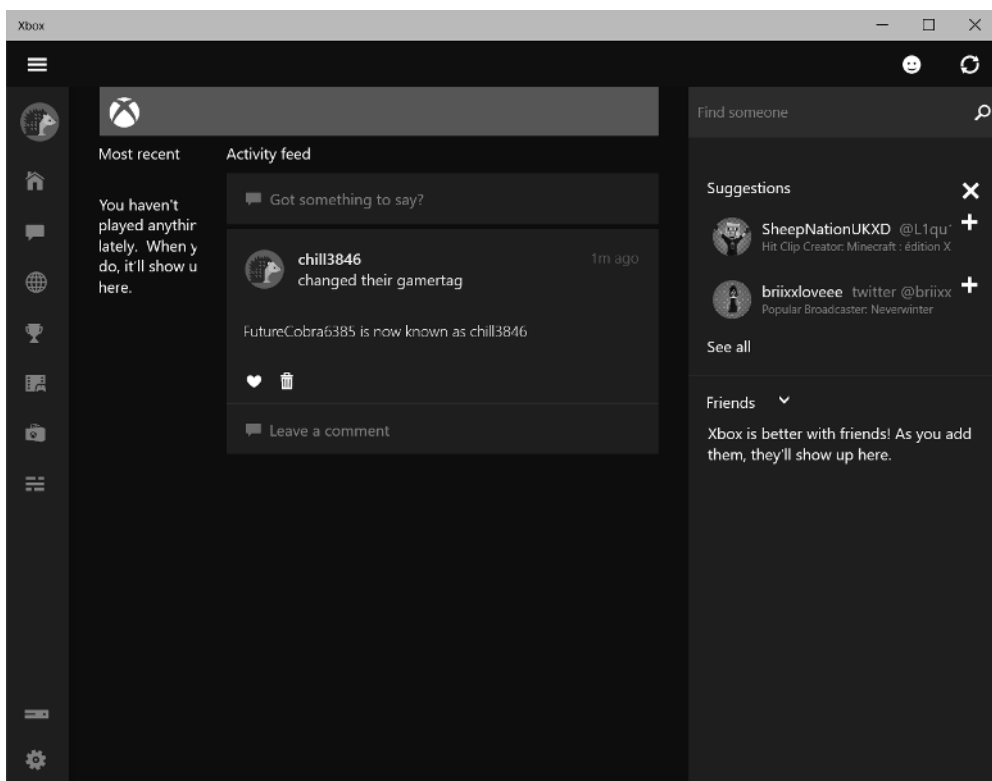 Xbox
Find someone
Most recent
You haven't
played anythir
lately. When y
do, it'll show u
here.
Activity feed
Got something to say?
chill3846 1m ago
changed their gamertag
FutureCobra6385 is now known as chill3846
Leave a comment
Suggestions
SheepNationUKXD @L1qu
Hit Clip Creator: Minecraft : édition X
briixxloveee twitter @briixx
Popular Broadcaster: Neverwinter
See all
Friends
Xbox is better with friends! As you add
them, they'll show up here.